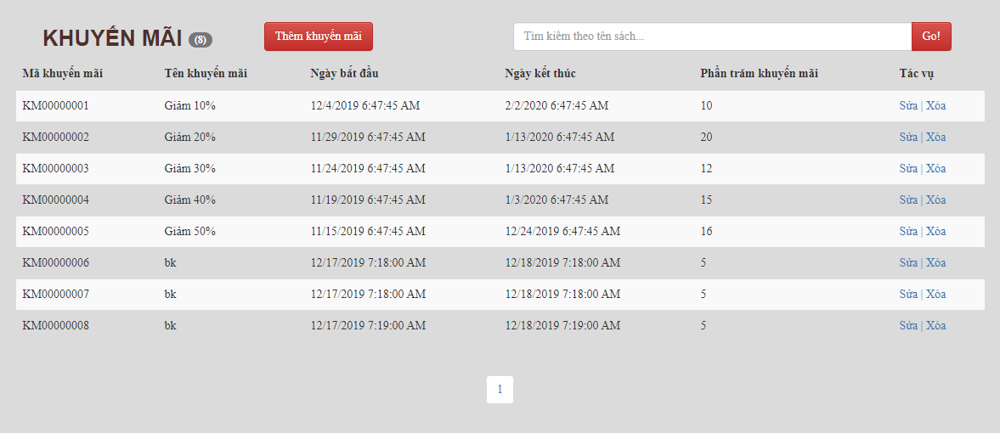 KHUYẾN MÃI (8) Thêm khuyến mãi Tìm kiếm theo tên sách... Go!
Mã khuyến mãi Tên khuyến mãi Ngày bắt đầu Ngày kết thúc Phần trăm khuyến mãi Tác vụ
KM00000001 Giảm 10% 12/4/2019 6:47:45 AM 2/2/2020 6:47:45 AM 10 Sửa | Xóa
KM00000002 Giảm 20% 11/29/2019 6:47:45 AM 1/13/2020 6:47:45 AM 20 Sửa | Xóa
KM00000003 Giảm 30% 11/24/2019 6:47:45 AM 1/13/2020 6:47:45 AM 12 Sửa | Xóa
KM00000004 Giảm 40% 11/19/2019 6:47:45 AM 1/3/2020 6:47:45 AM 15 Sửa | Xóa
KM00000005 Giảm 50% 11/15/2019 6:47:45 AM 12/24/2019 6:47:45 AM 16 Sửa | Xóa
KM00000006 bk 12/17/2019 7:18:00 AM 12/18/2019 7:18:00 AM 5 Sửa | Xóa
KM00000007 bk 12/17/2019 7:18:00 AM 12/18/2019 7:18:00 AM 5 Sửa | Xóa
KM00000008 bk 12/17/2019 7:19:00 AM 12/18/2019 7:19:00 AM 5 Sửa | Xóa
1